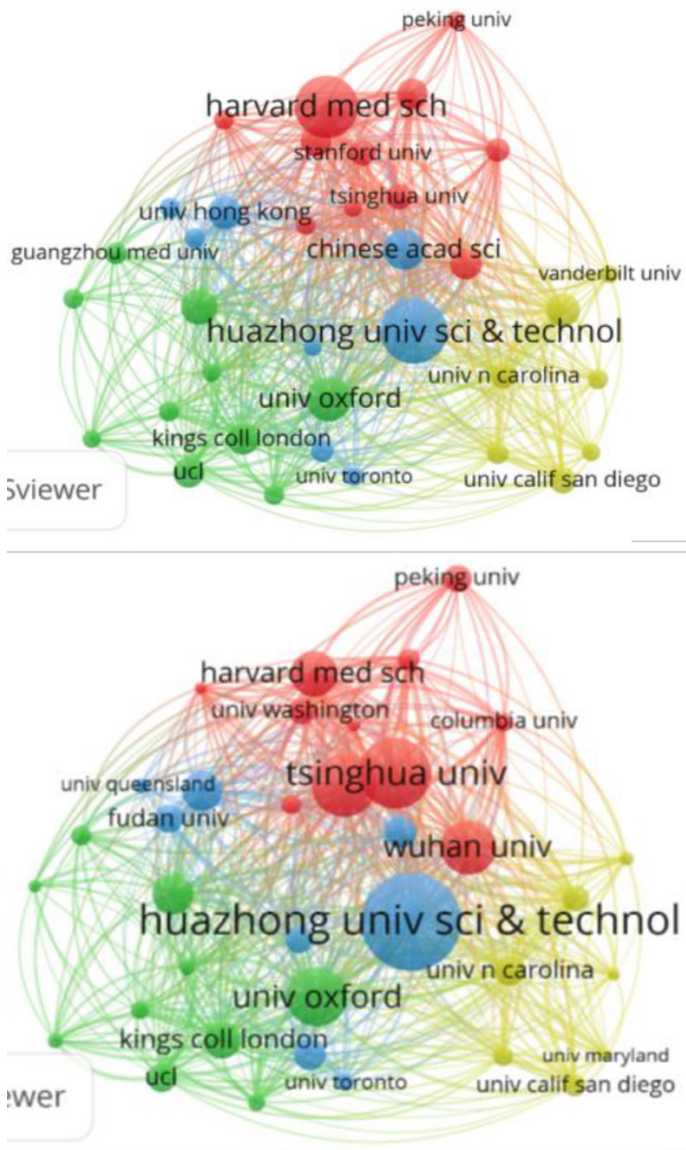 peking univ
harvard med sch
stanford univ
tsinghua univ
univ hong kong
chinese acad sci
guangzhou med univ
vanderbilt univ
huazhong univ sci & technol
univ n carolina
univ oxford
kings coll london
ucl
univ toronto
univ calif san diego
Sviewer
peking univ
harvard med sch
univ washington
columbia univ
tsinghua univ
univ queensland
fudan univ
wuhan univ
huazhong univ sci & technol
univ n carolina
univ oxford
kings coll london
univ maryland
ucl
univ toronto
univ calif san diego
ewer